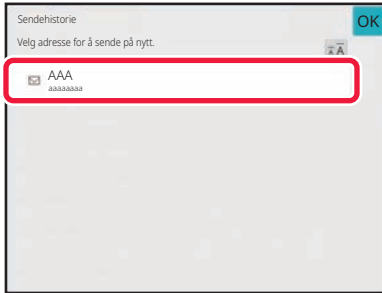 Sendehistorie
OK
Velg adresse for å sende på nytt.
AAA
aaaaaaaa